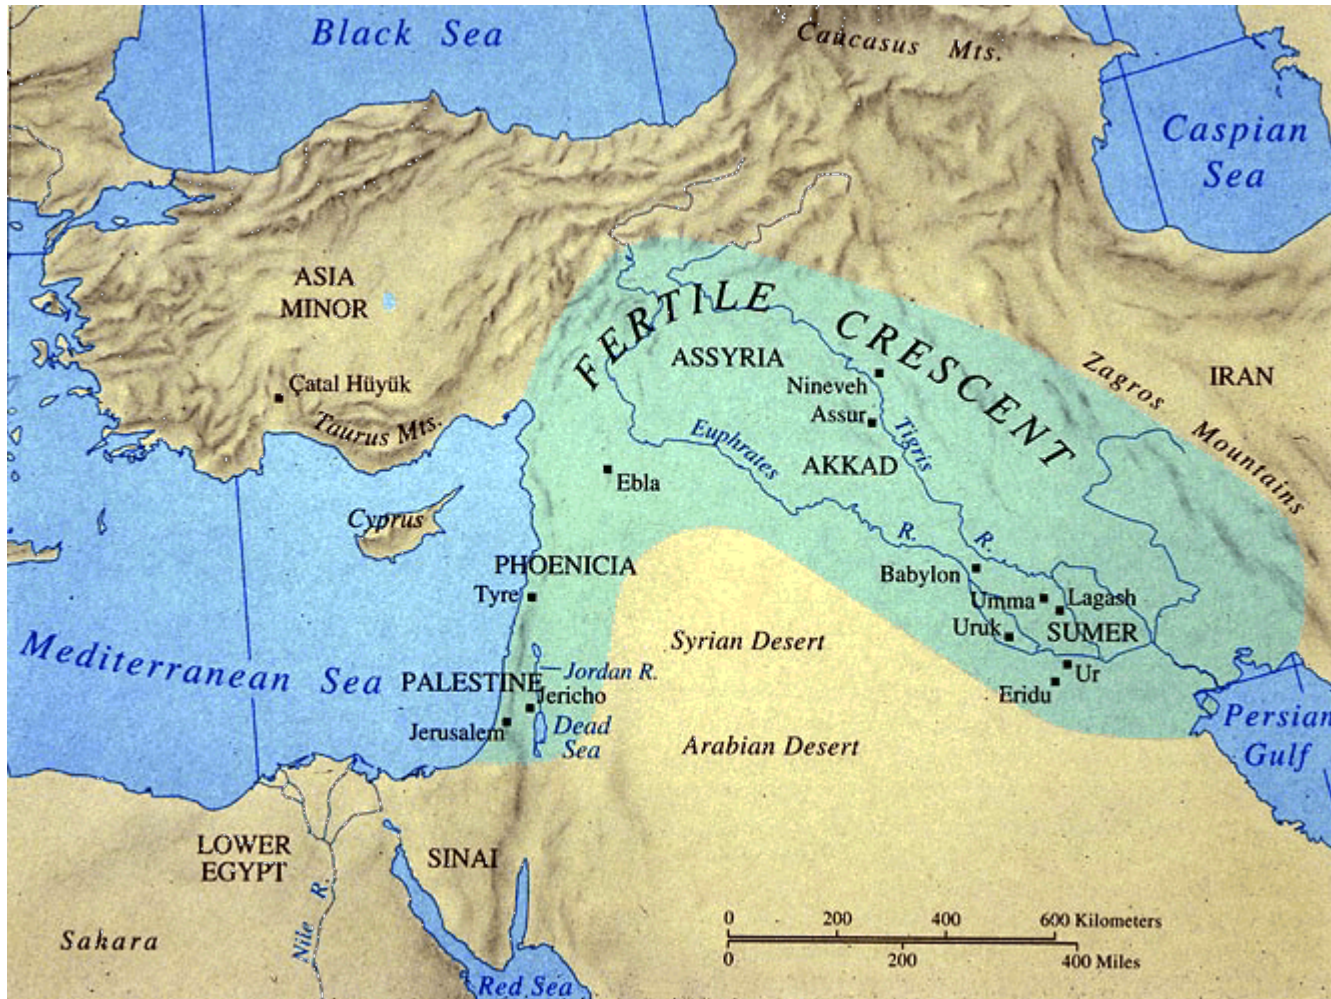 Black Sea
Caucasus Mts.
Caspian
Sea
ASIA
MINOR
FERTILE CRESCENT
ASSYRIA
Zagros Mountains
IRAN
Çatal Hüyük
Nineveh
Assur
Taurus Mts.
Euphrates R.
Tigris R.
AKKAD
Ebla
Cyprus
PHOENICIA
Babylon
Tyre
Umma
Lagash
Uruk
SUMER
Syrian Desert
Mediterranean Sea
PALESTINE
Jordan R.
Jericho
Ur
Eridu
Jerusalem
Dead
Sea
Persian
Gulf
Arabian Desert
LOWER
EGYPT
SINAI
Nile R.
Sahara
Red Sea
0 200 400 600 Kilometers
0 200 400 Miles